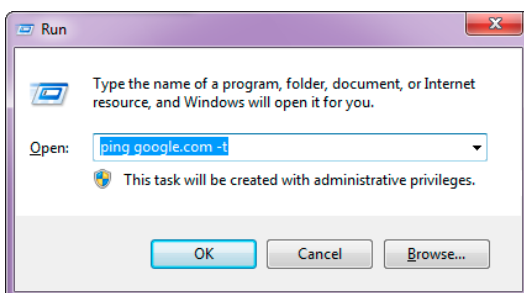 Run
Type the name of a program, folder, document, or Internet
resource, and Windows will open it for you.
Open: ping google.com -t
This task will be created with administrative privileges.
OK Cancel Browse...